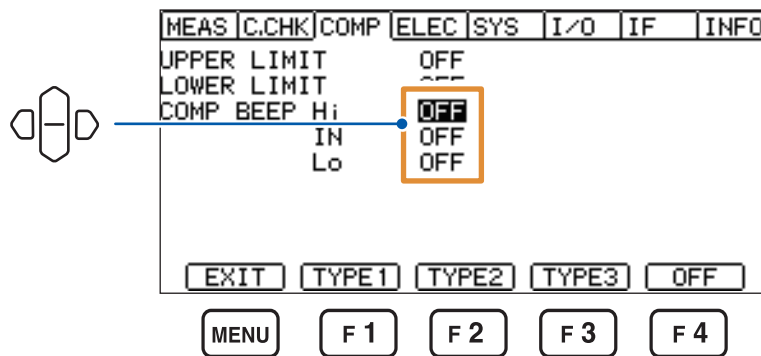 MEAS C.CHK COMP ELEC SYS I/O IF INFO
UPPER LIMIT OFF
LOWER LIMIT
COMP BEEP Hi OFF
IN OFF
Lo OFF
EXIT TYPE1 TYPE2 TYPE3 OFF
MENU F1 F2 F3 F4